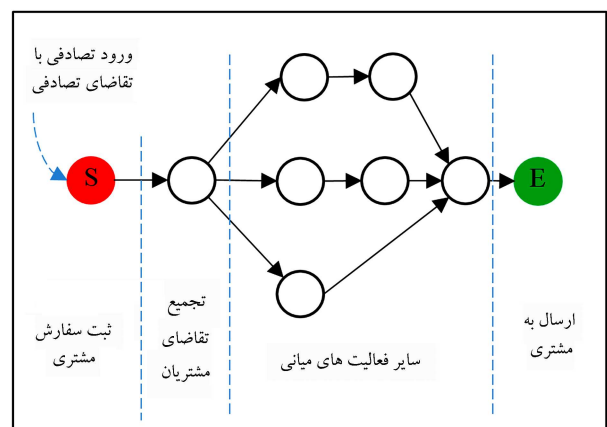 ورود تصادفی با
تقاضای تصادفی
S
E
ثبت سفارش
مشتری
تجمیع
تقاضای
مشتریان
سایر فعالیت های میانی
ارسال به
مشتری